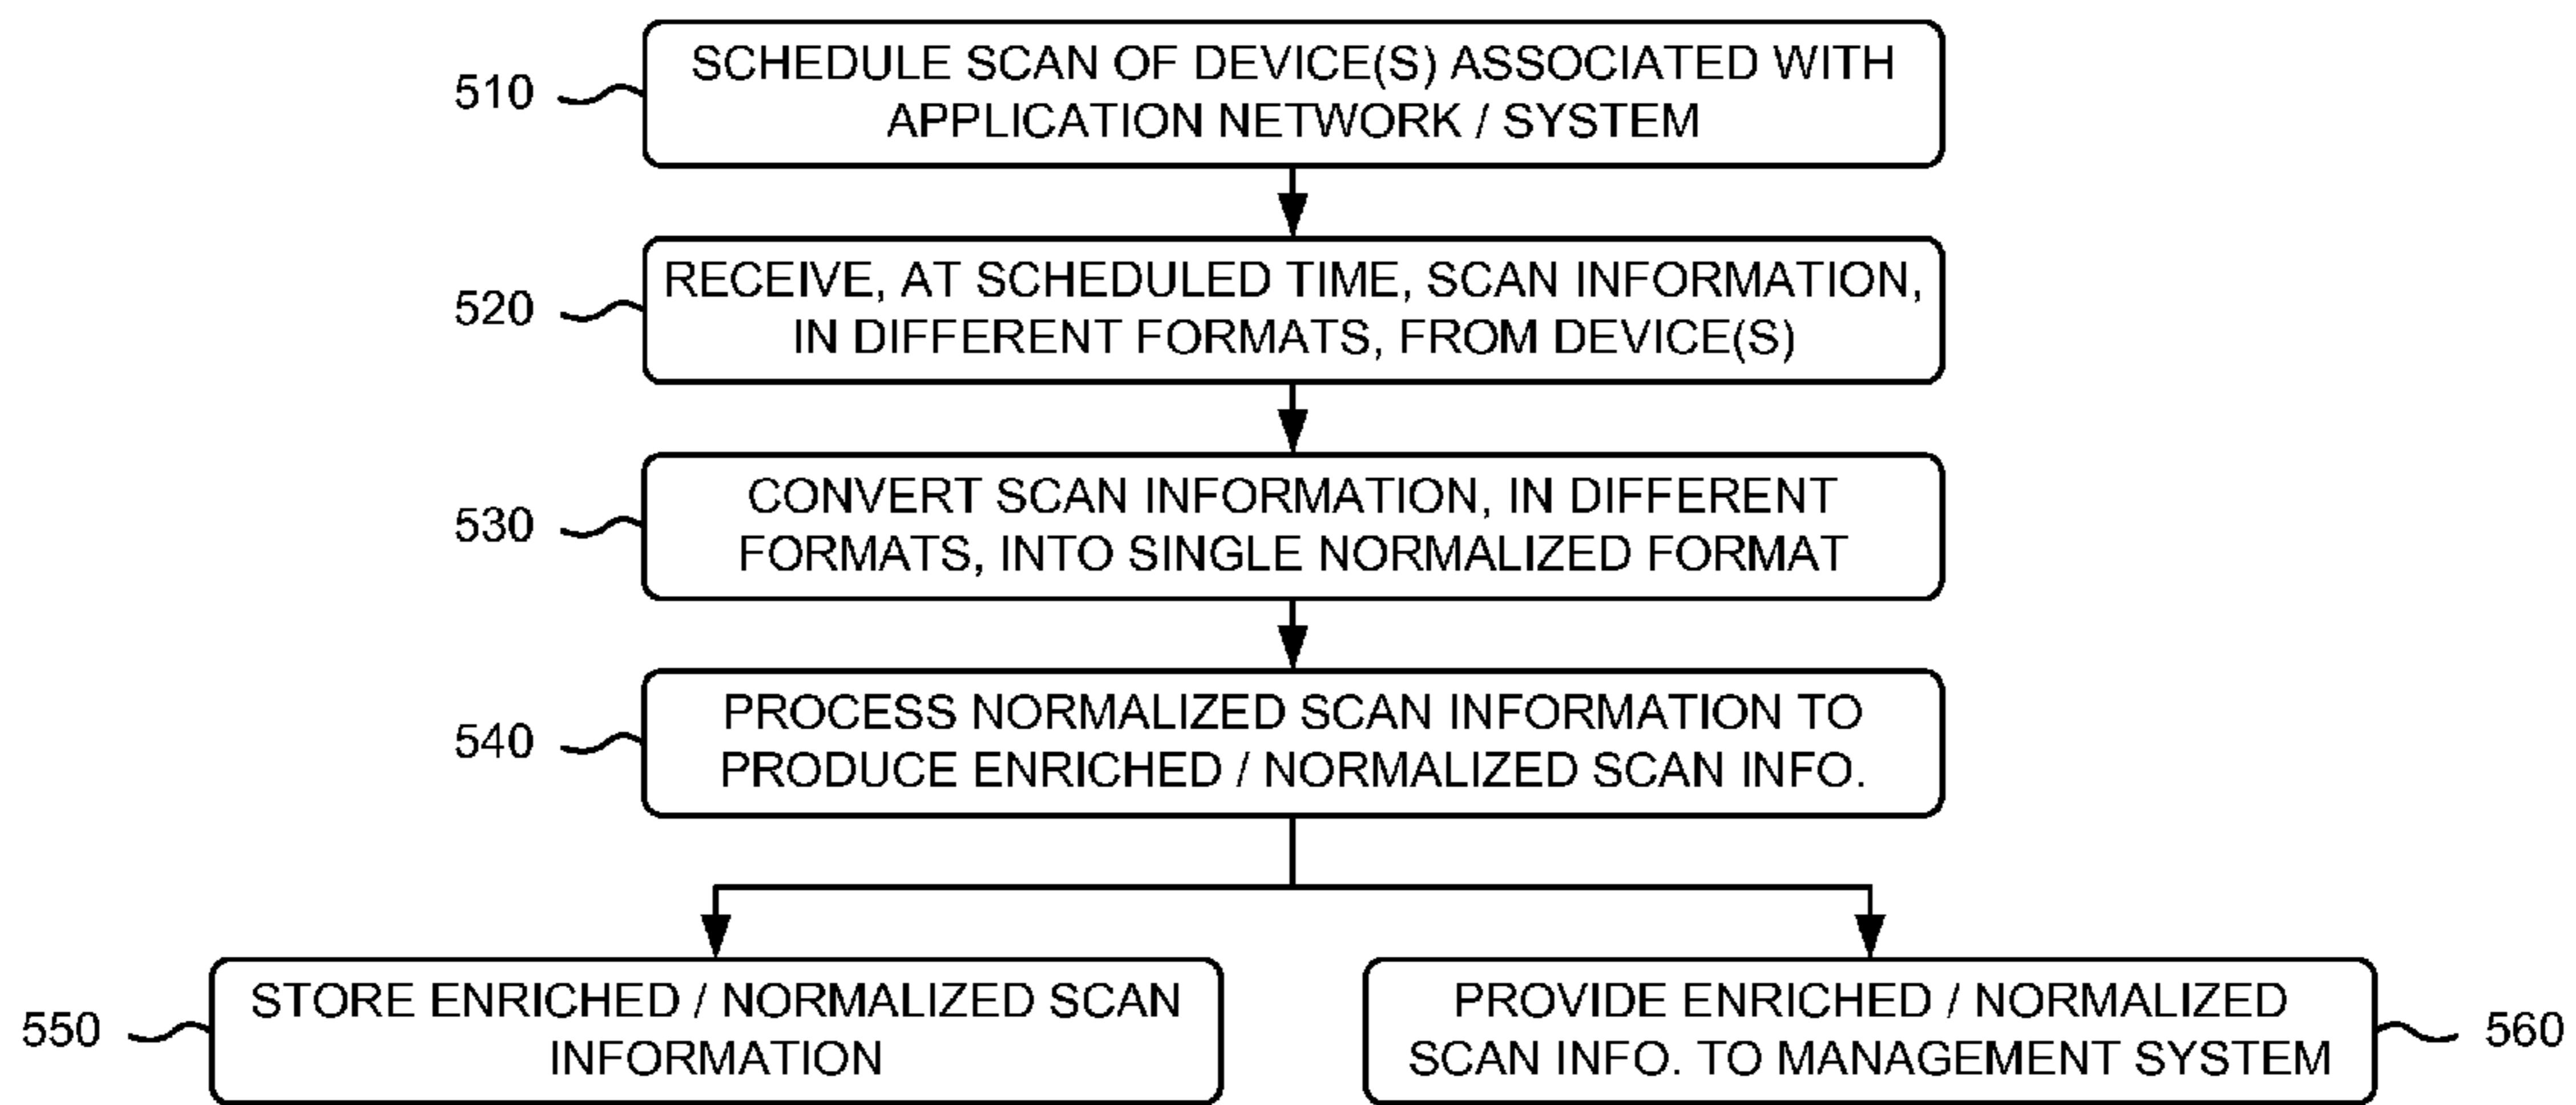 510
SCHEDULE SCAN OF DEVICE(S) ASSOCIATED WITH
APPLICATION NETWORK / SYSTEM
520
RECEIVE, AT SCHEDULED TIME, SCAN INFORMATION,
IN DIFFERENT FORMATS, FROM DEVICE(S)
530
CONVERT SCAN INFORMATION, IN DIFFERENT
FORMATS, INTO SINGLE NORMALIZED FORMAT
540
PROCESS NORMALIZED SCAN INFORMATION TO
PRODUCE ENRICHED / NORMALIZED SCAN INFO.
550
STORE ENRICHED / NORMALIZED SCAN
INFORMATION
PROVIDE ENRICHED / NORMALIZED
SCAN INFO. TO MANAGEMENT SYSTEM
560